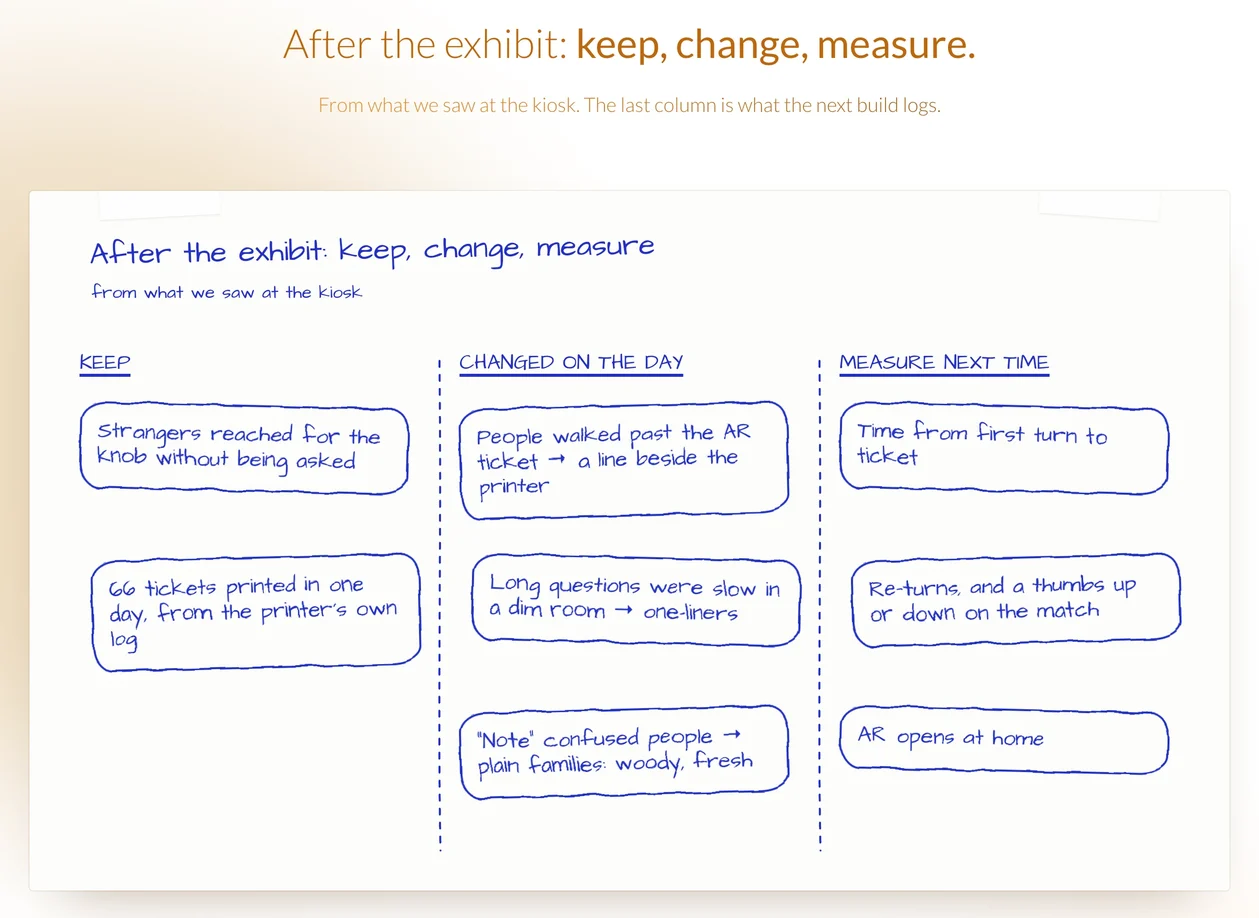 After the exhibit: keep, change, measure.
From what we saw at the kiosk. The last column is what the next build logs.
After the exhibit: keep, change, measure
from what we saw at the kiosk
KEEP
Strangers reached for the
knob without being asked
66 tickets printed in one
day, from the printer's own
log
CHANGED ON THE DAY
People walked past the AR
ticket → a line beside the
printer
Long questions were slow in
a dim room → one-liners
"Note" confused people →
plain families: woody, fresh
MEASURE NEXT TIME
Time from first turn to
ticket
Re-turns, and a thumbs up
or down on the match
AR opens at home